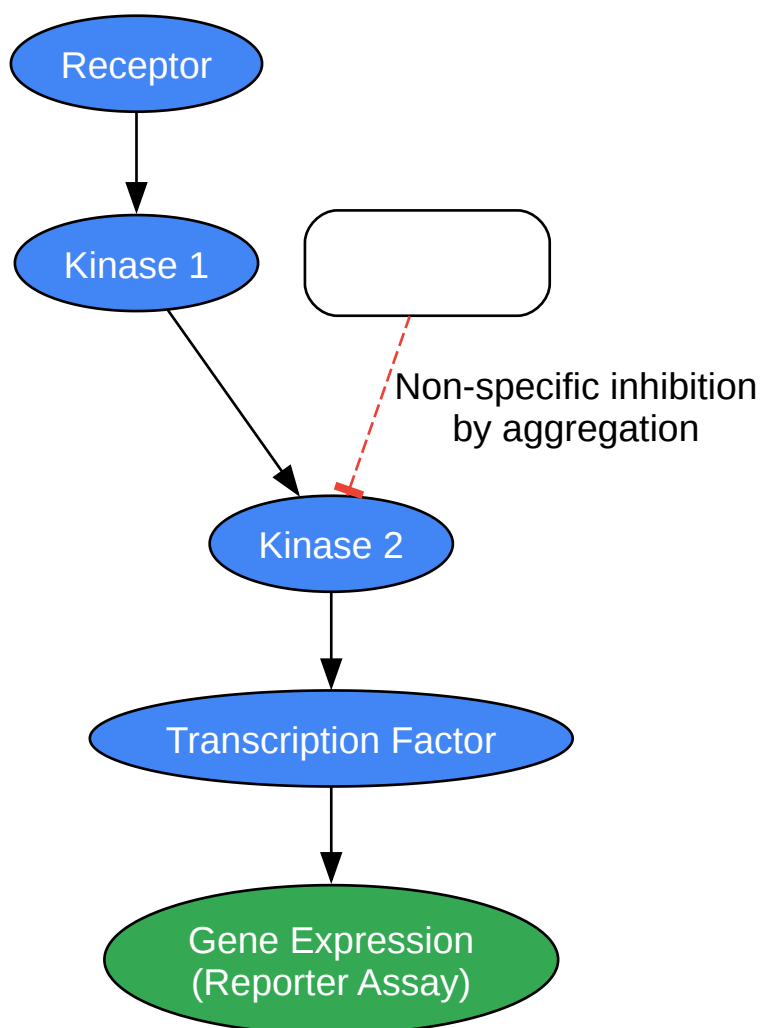 Receptor
Kinase 1
Non-specific inhibition
by aggregation
Kinase 2
Transcription Factor
Gene Expression
(Reporter Assay)